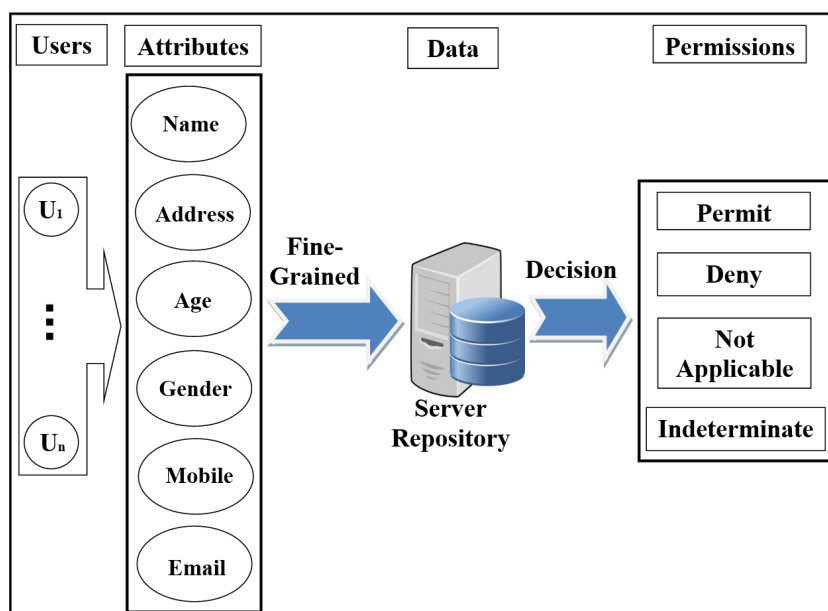 Users
Attributes
Data
Permissions
U1
...
Un
Name
Address
Age
Gender
Mobile
Email
Fine-
Grained
Server
Repository
Decision
Permit
Deny
Not
Applicable
Indeterminate